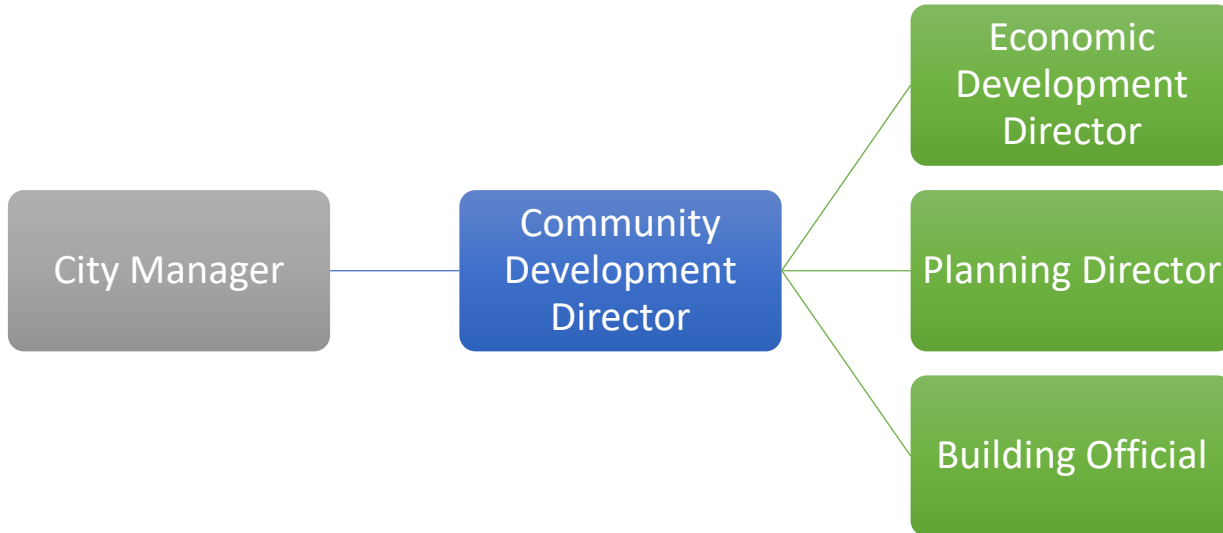 City Manager
Community
Development
Director
Economic
Development
Director
Planning Director
Building Official